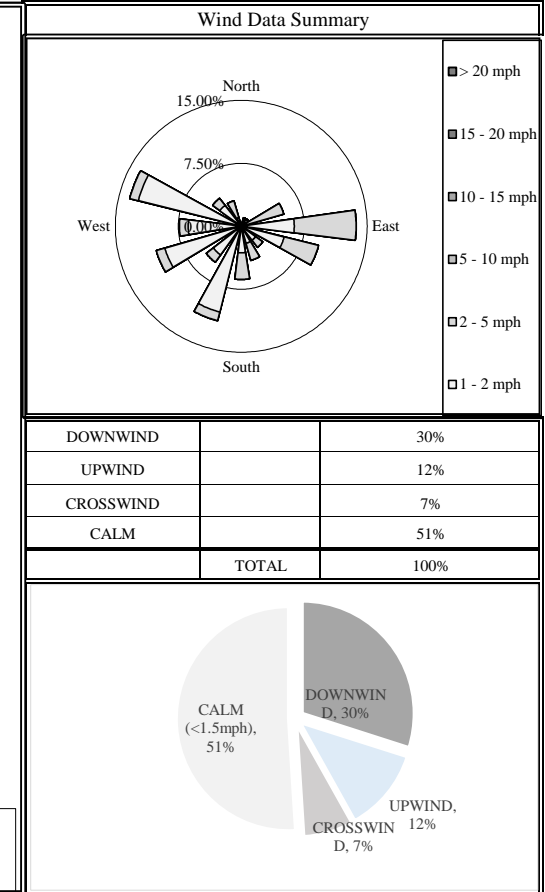 Wind Data Summary
North
15.00%
7.50%
0.00%
West
East
South
> 20 mph
15 - 20 mph
10 - 15 mph
5 - 10 mph
2 - 5 mph
1 - 2 mph
DOWNWIND 30%
UPWIND 12%
CROSSWIND 7%
CALM 51%
TOTAL 100%
DOWNWIN
D, 30%
CALM
(<1.5mph),
51%
UPWIND,
12%
CROSSWIN
D, 7%